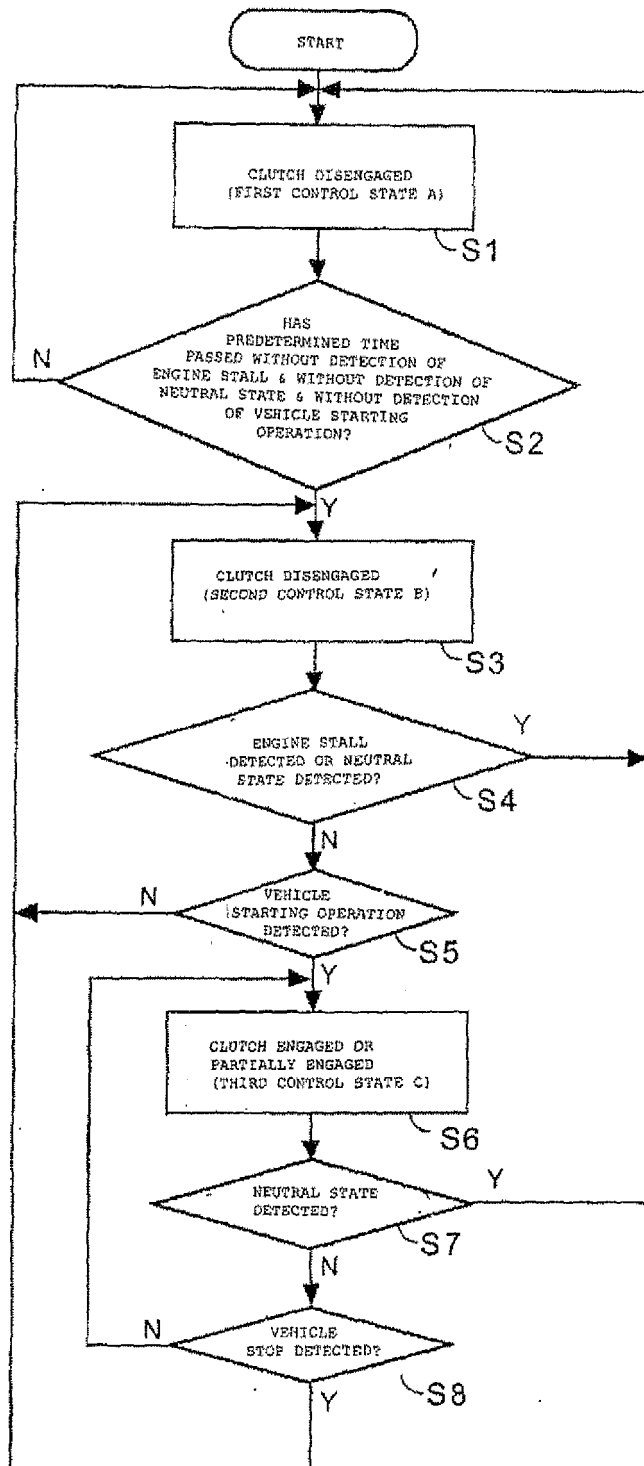 START
CLUTCH DISENGAGED
(FIRST CONTROL STATE A)
S1
HAS
PREDETERMINED TIME
PASSED WITHOUT DETECTION OF
ENGINE STALL & WITHOUT DETECTION OF
NEUTRAL STATE & WITHOUT DETECTION
OF VEHICLE STARTING
OPERATION?
N
S2
Y
CLUTCH DISENGAGED
(SECOND CONTROL STATE B)
S3
ENGINE STALL
DETECTED OR NEUTRAL
STATE DETECTED?
Y
S4
N
VEHICLE
STARTING OPERATION
DETECTED?
N
S5
Y
CLUTCH ENGAGED OR
PARTIALLY ENGAGED
(THIRD CONTROL STATE C)
S6
NEUTRAL STATE
DETECTED?
Y
S7
N
VEHICLE
STOP DETECTED?
N
S8
Y